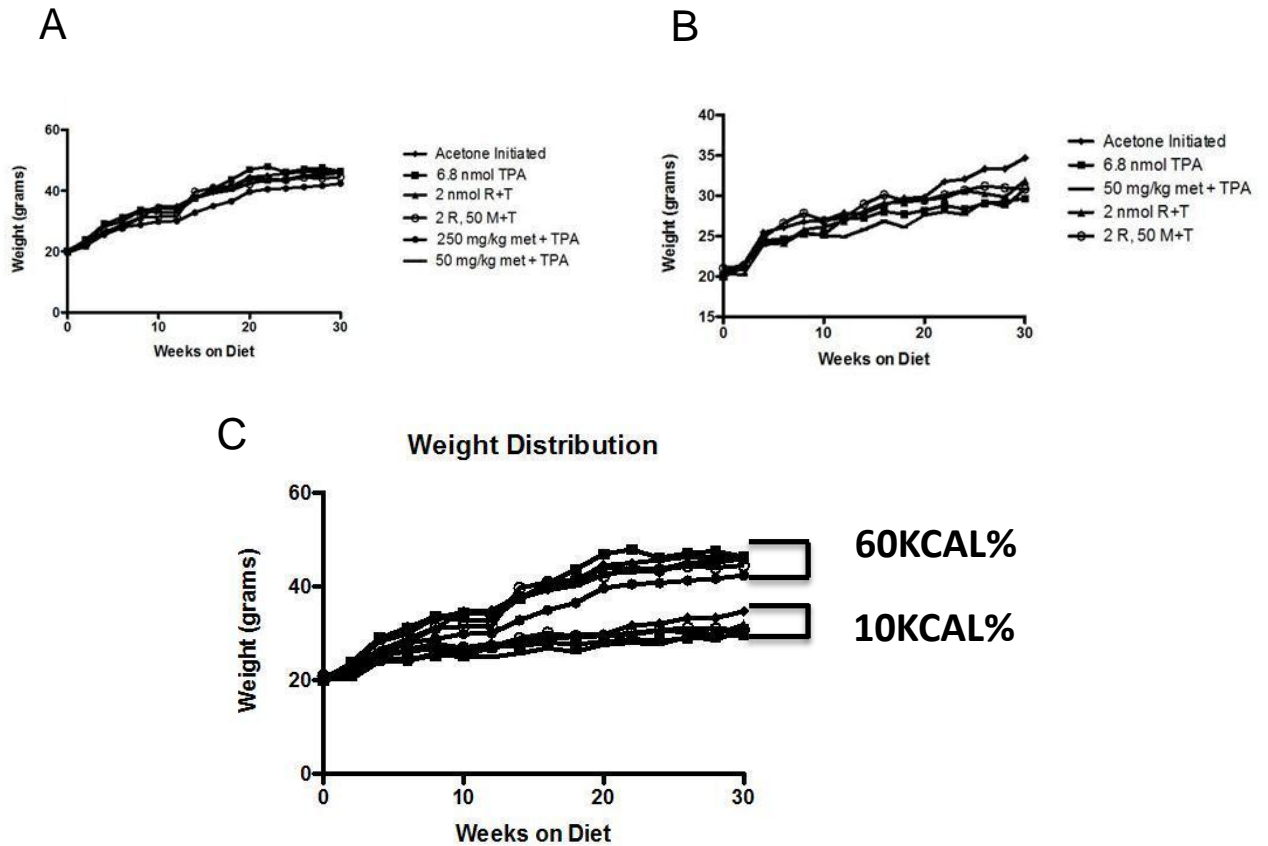 A
B
60
40
20
0
Weight (grams)
0 10 20 30
Weeks on Diet
Acetone Initiated
6.8 nmol TPA
2 nmol R+T
2 R, 50 M+T
250 mg/kg met + TPA
50 mg/kg met + TPA
40
35
30
25
20
15
Weight (grams)
0 10 20 30
Weeks on Diet
Acetone Initiated
6.8 nmol TPA
50 mg/kg met + TPA
2 nmol R+T
2 R, 50 M+T
C
Weight Distribution
60
40
20
0
Weight (grams)
0 10 20 30
Weeks on Diet
60KCAL%
10KCAL%